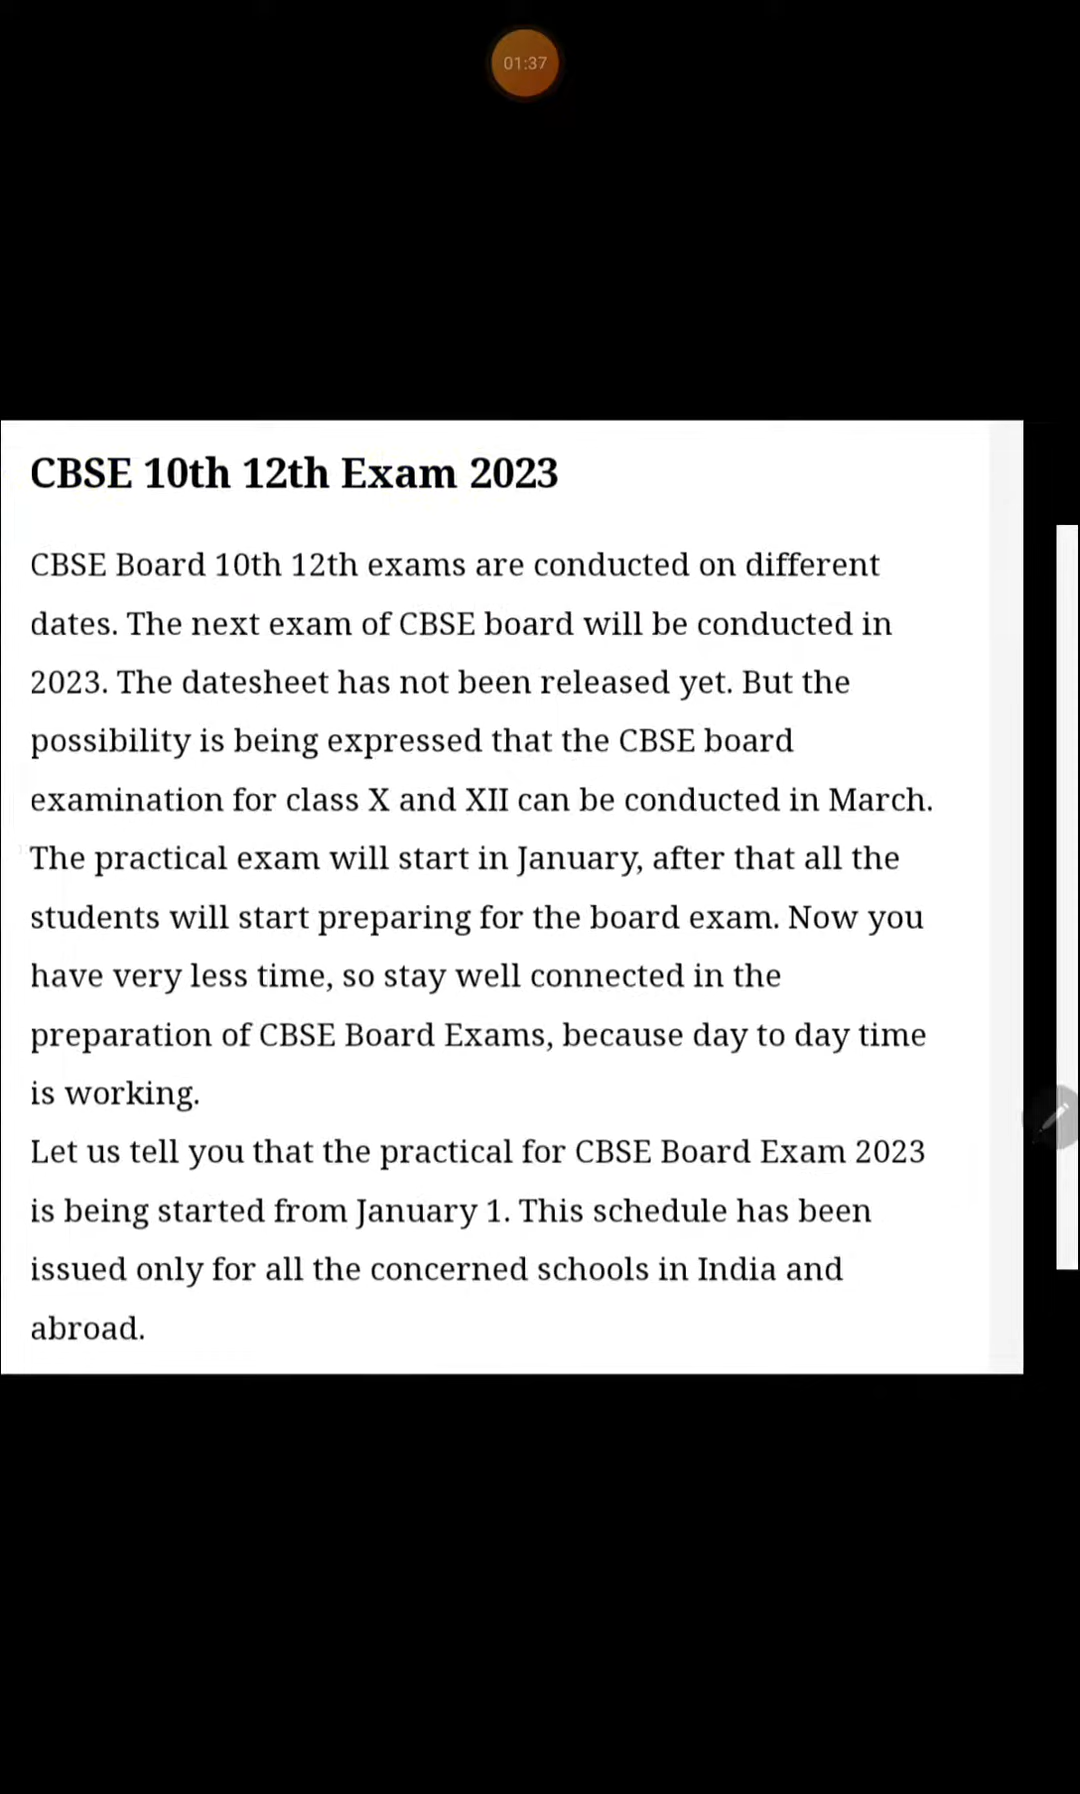 01:37
CBSE 10th 12th Exam 2023
CBSE Board 10th 12th exams are conducted on different
dates. The next exam of CBSE board will be conducted in
2023. The datesheet has not been released yet. But the
possibility is being expressed that the CBSE board
examination for class X and XII can be conducted in March.
The practical exam will start in January, after that all the
students will start preparing for the board exam. Now you
have very less time, so stay well connected in the
preparation of CBSE Board Exams, because day to day time
is working.
Let us tell you that the practical for CBSE Board Exam 2023
is being started from January 1. This schedule has been
issued only for all the concerned schools in India and
abroad.